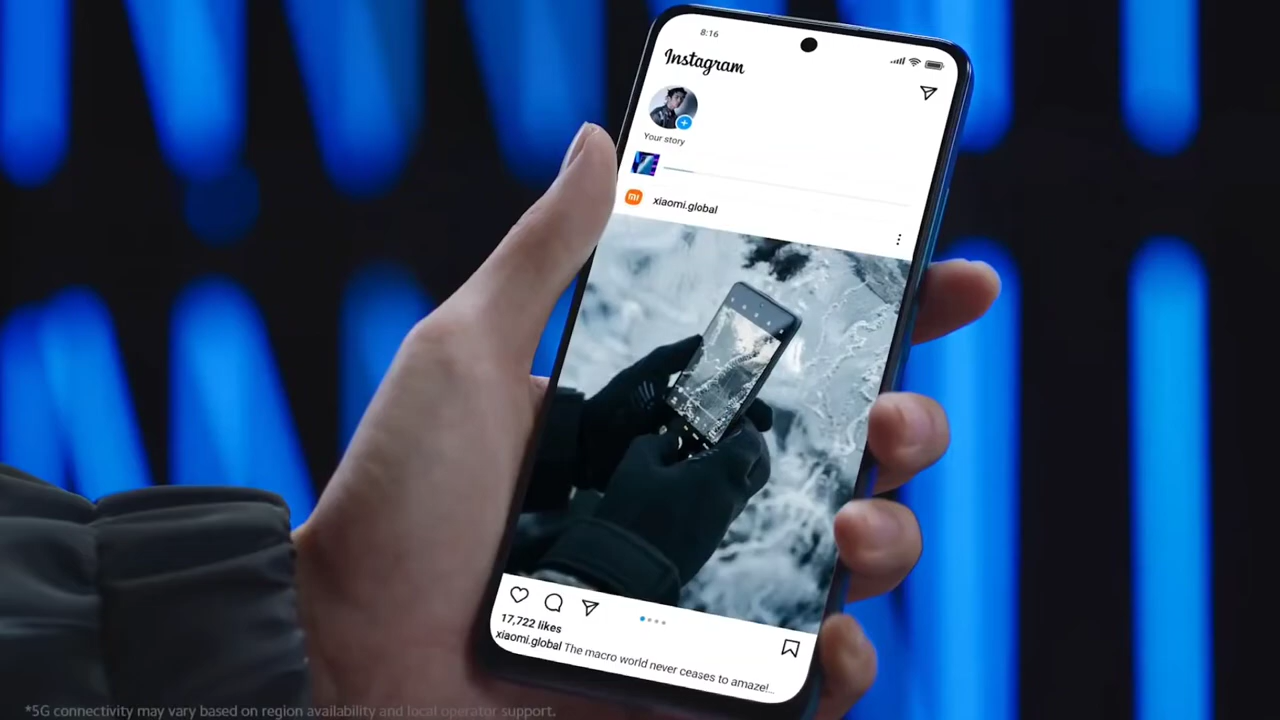 8:16
Instagram
Your story
mi
xiaomi.global
17,722 likes
xiaomi.global The macro world never ceases to amaze!...
*5G connectivity may vary based on region availability and local operator support.